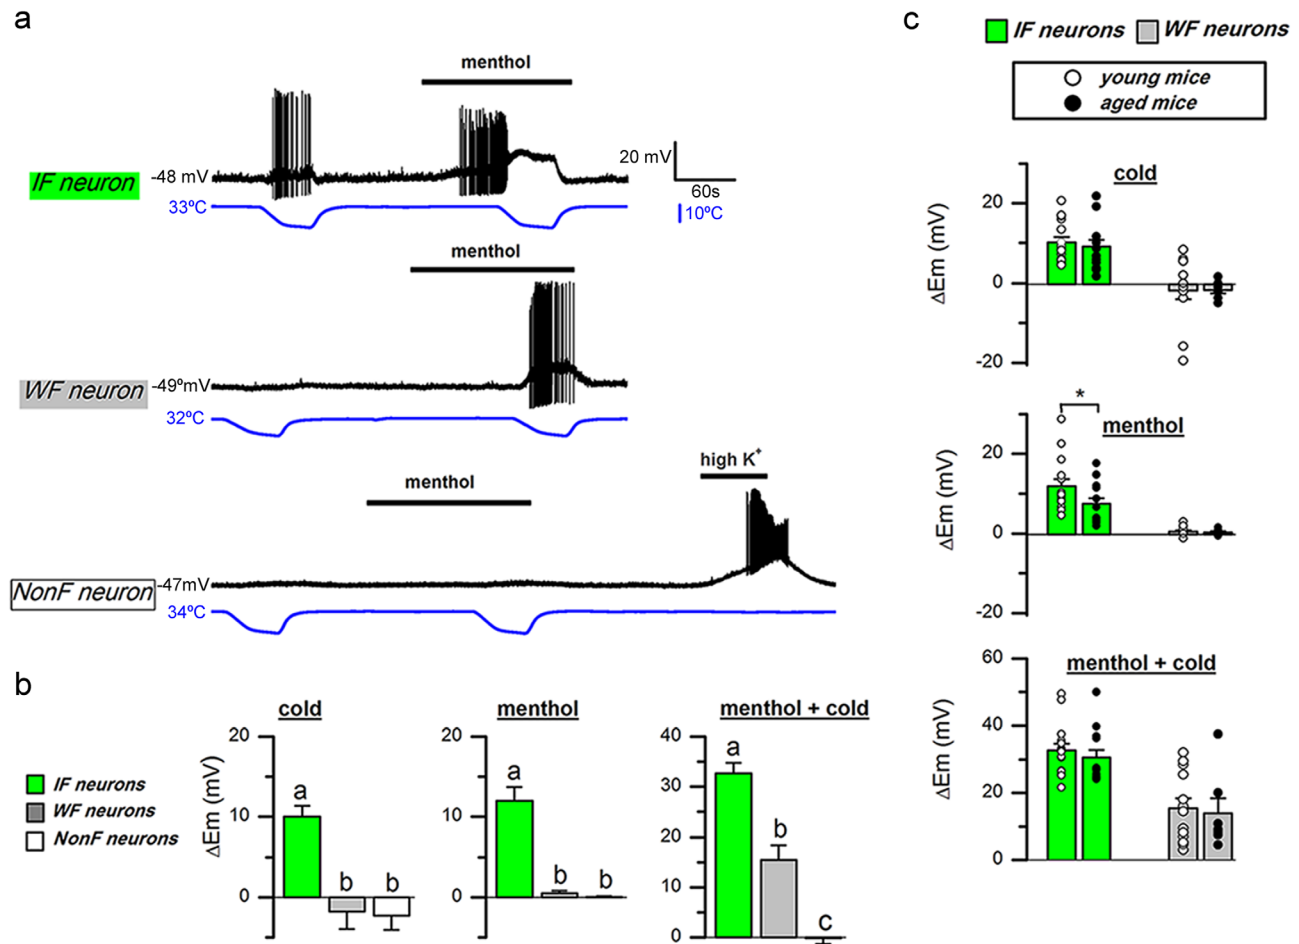 a
menthol
-48 mV
IF neuron
33ºC
20 mV
60s
10ºC
menthol
-49ºmV
WF neuron
32ºC
high K⁺
menthol
-47mV
NonF neuron
34ºC
b
IF neurons
WF neurons
NonF neurons
cold
ΔEm (mV)
20
10
0
a
b
b
menthol
20
10
0
a
b
b
menthol + cold
40
30
20
10
0
a
b
c
c
IF neurons WF neurons
young mice
aged mice
cold
ΔEm (mV)
20
0
-20
menthol
*
ΔEm (mV)
20
0
-20
menthol + cold
ΔEm (mV)
60
40
20
0